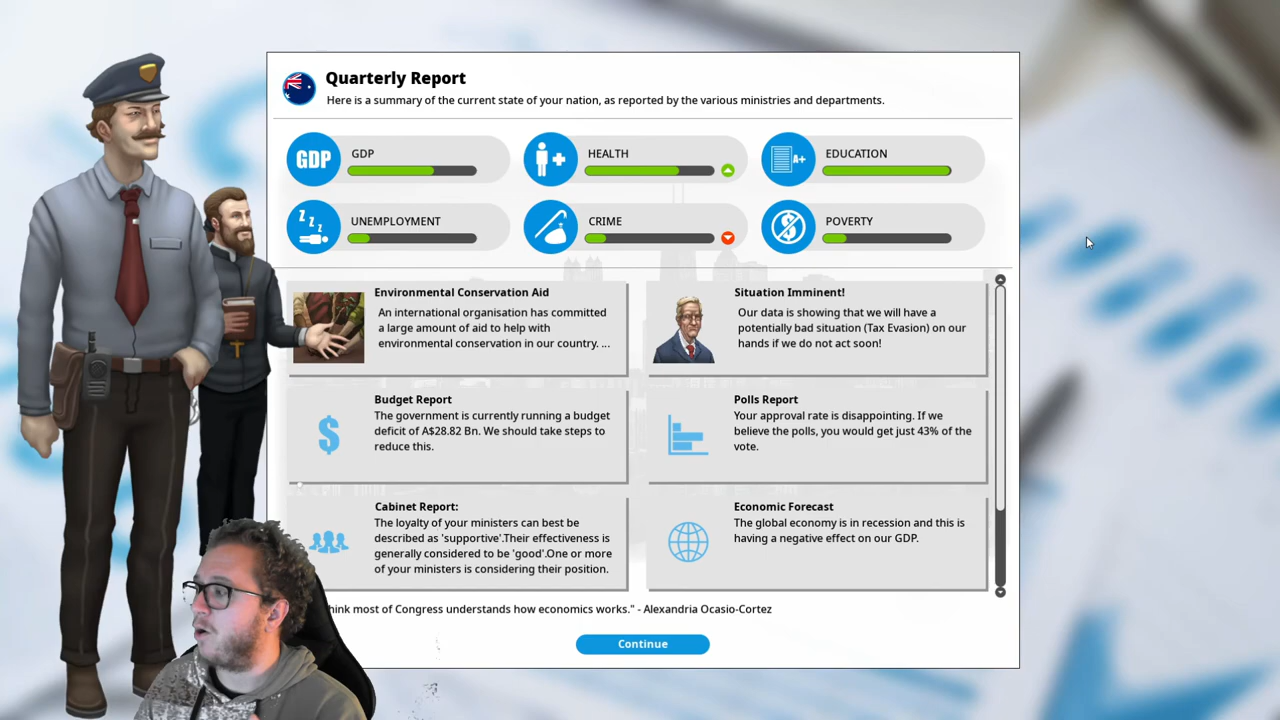 Quarterly Report
Here is a summary of the current state of your nation, as reported by the various ministries and departments.
GDP
GDP
HEALTH
A+
EDUCATION
Z Z Z
UNEMPLOYMENT
CRIME
POVERTY
Environmental Conservation Aid
An international organisation has committed
a large amount of aid to help with
environmental conservation in our country. ...
Situation Imminent!
Our data is showing that we will have a
potentially bad situation (Tax Evasion) on our
hands if we do not act soon!
Budget Report
The government is currently running a budget
deficit of A$28.82 Bn. We should take steps to
reduce this.
Polls Report
Your approval rate is disappointing. If we
believe the polls, you would get just 43% of the
vote.
Cabinet Report:
The loyalty of your ministers can best be
described as 'supportive'.Their effectiveness is
generally considered to be 'good'.One or more
of your ministers is considering their position.
Economic Forecast
The global economy is in recession and this is
having a negative effect on our GDP.
most of Congress understands how economics works." - Alexandria Ocasio-Cortez
Continue